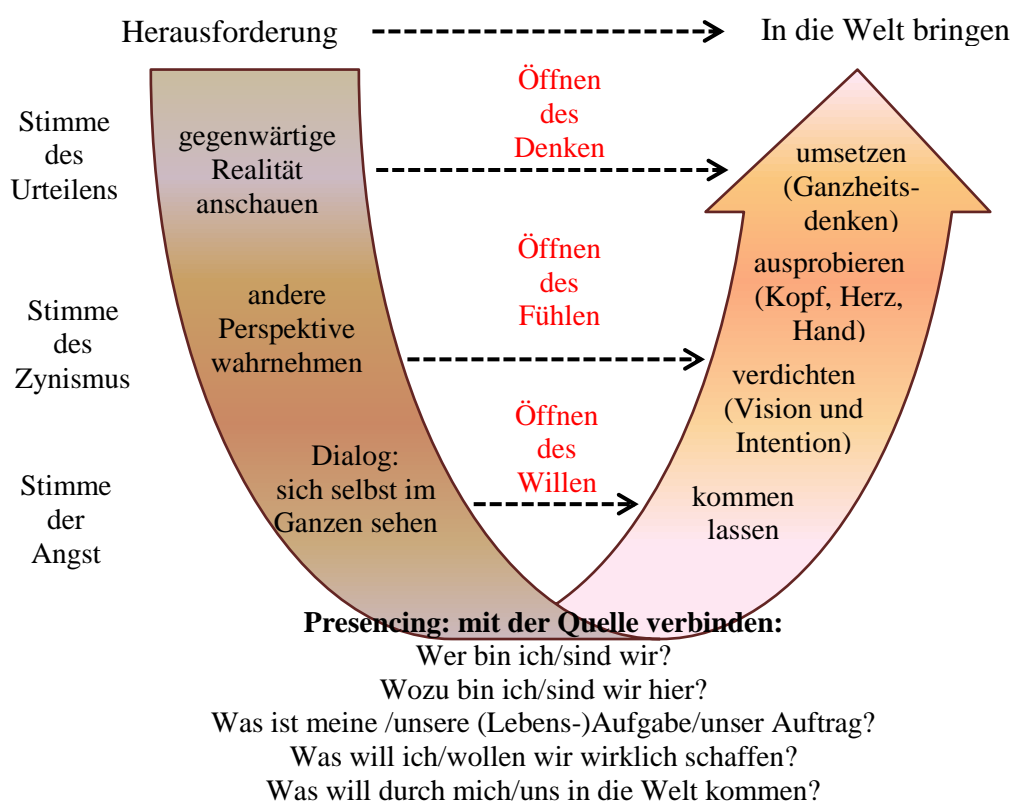 Herausforderung
In die Welt bringen
Stimme
des
Urteilens
gegenwärtige
Realität
anschauen
Öffnen
des
Denken
umsetzen
(Ganzheits-
denken)
Stimme
des
Zynismus
andere
Perspektive
wahrnehmen
Öffnen
des
Fühlen
ausprobieren
(Kopf, Herz,
Hand)
verdichten
(Vision und
Intention)
Stimme
der
Angst
Dialog:
sich selbst im
Ganzen sehen
Öffnen
des
Willen
kommen
lassen
Presencing: mit der Quelle verbinden:
Wer bin ich/sind wir?
Wozu bin ich/sind wir hier?
Was ist meine /unsere (Lebens-)Aufgabe/unser Auftrag?
Was will ich/wollen wir wirklich schaffen?
Was will durch mich/uns in die Welt kommen?